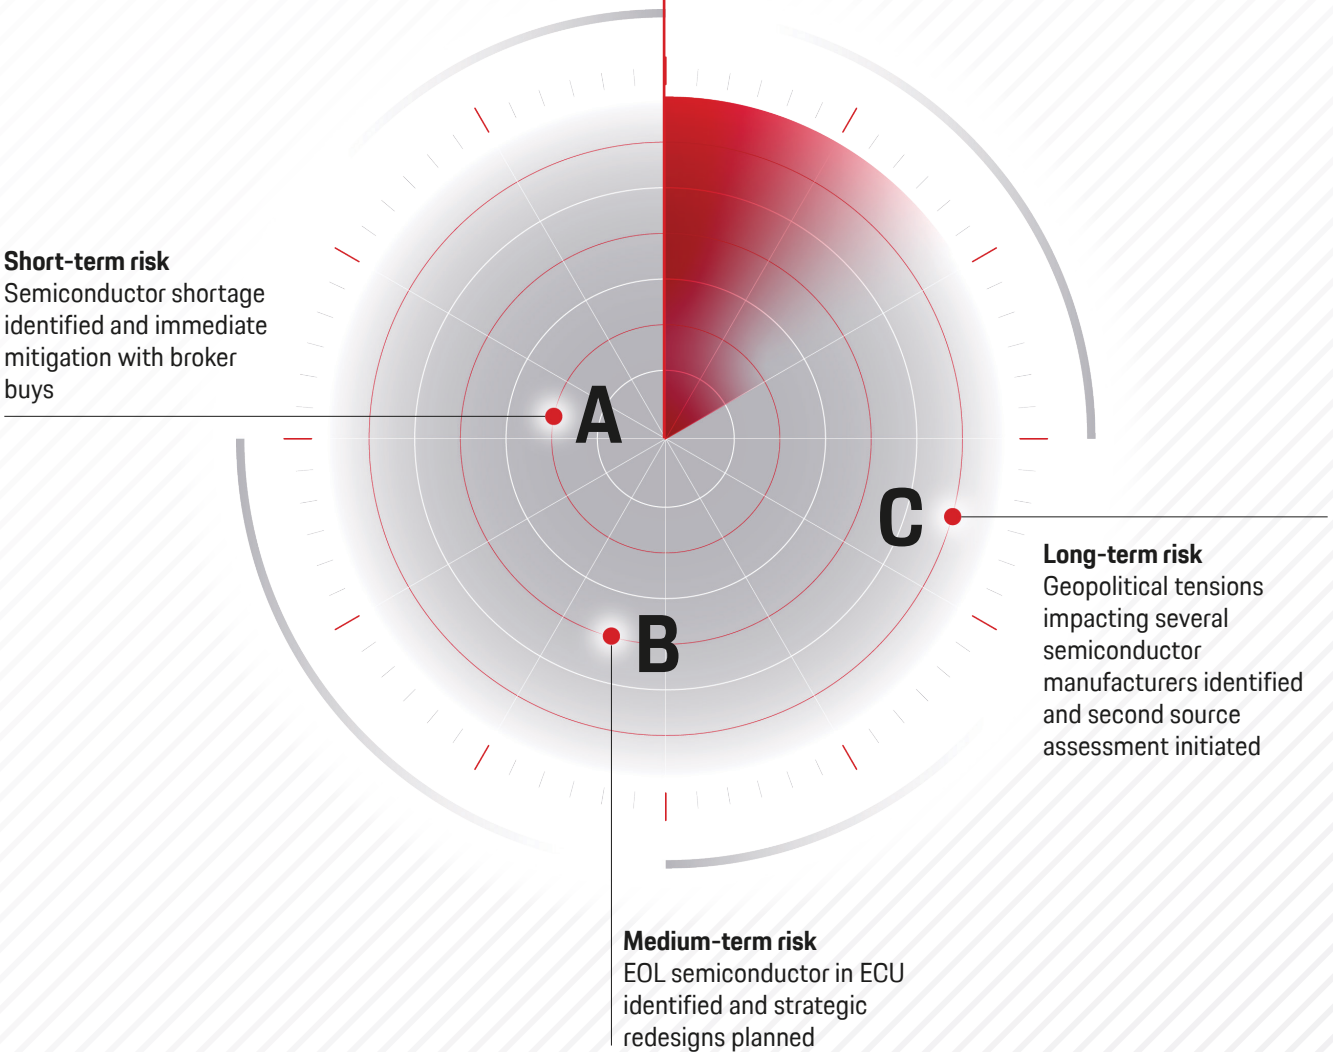 Short-term risk
Semiconductor shortage
identified and immediate
mitigation with broker
buys
A
B
C
Long-term risk
Geopolitical tensions
impacting several
semiconductor
manufacturers identified
and second source
assessment initiated
Medium-term risk
EOL semiconductor in ECU
identified and strategic
redesigns planned